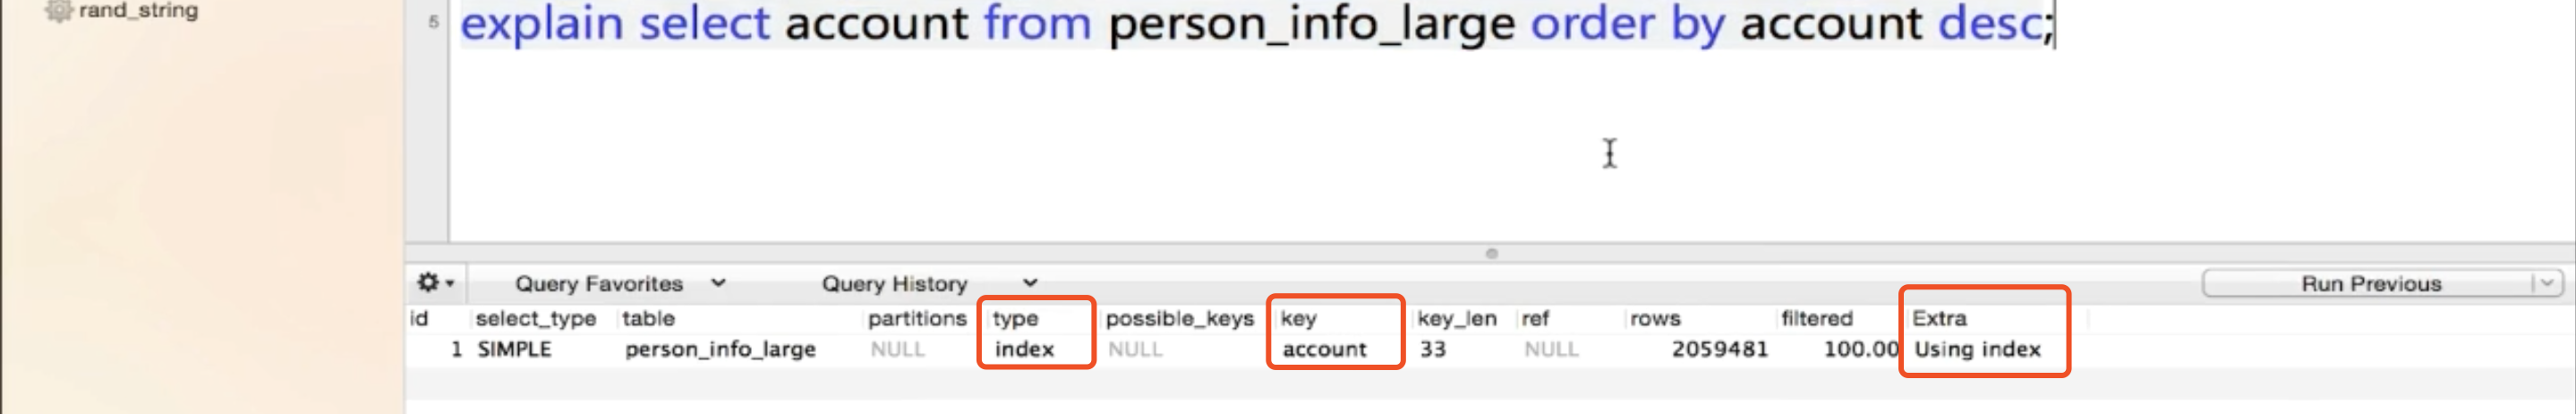 rand_string
5 explain select account from person_info_large order by account desc;
Query Favorites Query History Run Previous
id select_type table partitions type possible_keys key key_len ref rows filtered Extra
1 SIMPLE person_info_large NULL index NULL account 33 NULL 2059481 100.00 Using index